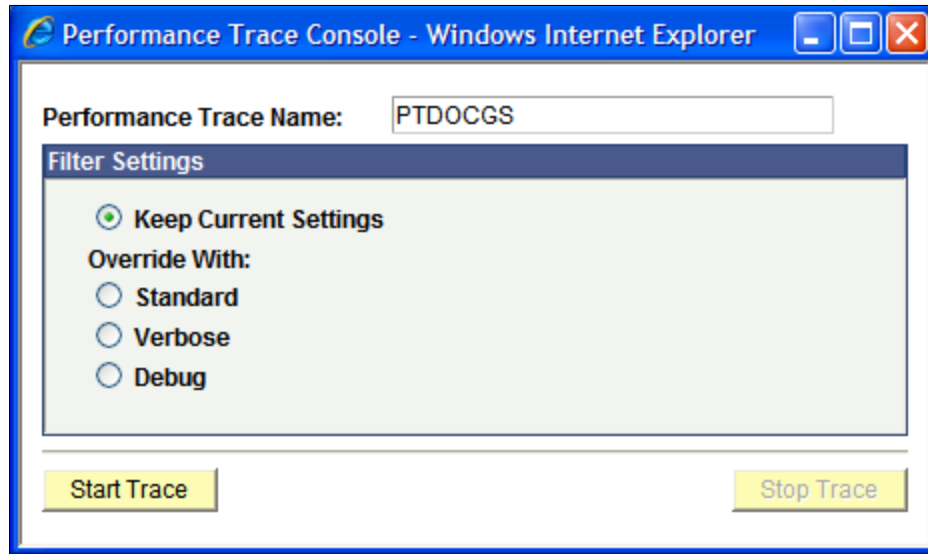 Performance Trace Console - Windows Internet Explorer
Performance Trace Name: PTDOCGS
Filter Settings
Keep Current Settings
Override With:
Standard
Verbose
Debug
Start Trace Stop Trace